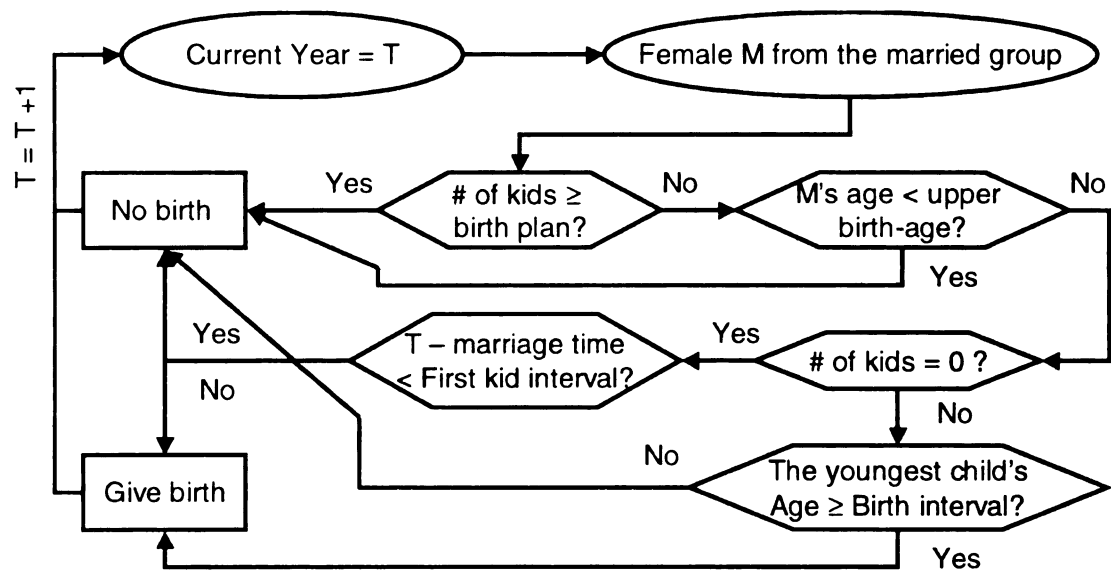 Current Year = T
Female M from the married group
T = T +1
Yes
# of kids ≥
birth plan?
No
M's age < upper
birth-age?
No
No birth
Yes
Yes
T – marriage time
< First kid interval?
Yes
# of kids = 0 ?
No
No
No
The youngest child's
Age ≥ Birth interval?
Give birth
Yes